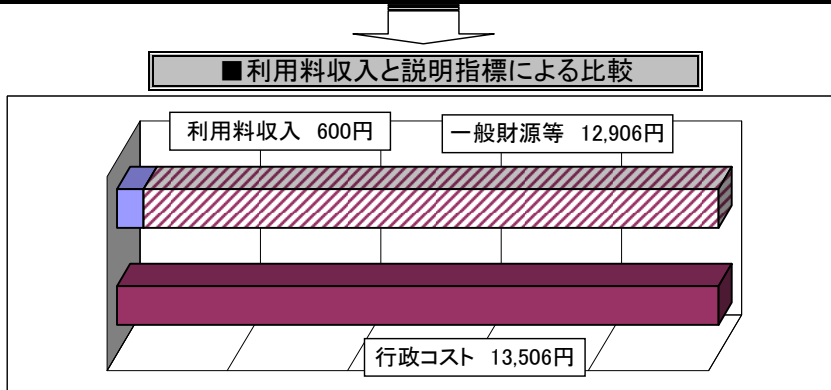 ■利用料収入と説明指標による比較
利用料収入 600円
一般財源等 12,906円
行政コスト 13,506円